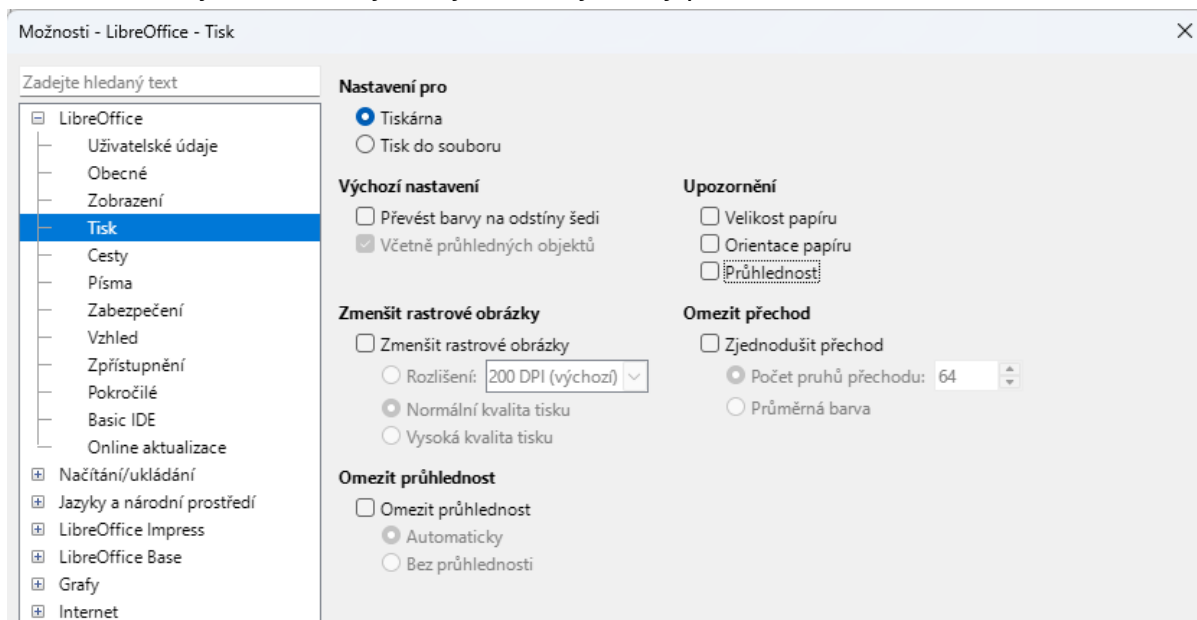 Možnosti - LibreOffice - Tisk
Zadejte hledaný text
LibreOffice
Uživatelské údaje
Obecné
Zobrazení
Tisk
Cesty
Písma
Zabezpečení
Vzhled
Zpřístupnění
Pokročilé
Basic IDE
Online aktualizace
Načítání/ukládání
Jazyky a národní prostředí
LibreOffice Impress
LibreOffice Base
Grafy
Internet
Nastavení pro
Tiskárna
Tisk do souboru
Výchozí nastavení
Převést barvy na odstíny šedi
Včetně průhledných objektů
Upozornění
Velikost papíru
Orientace papíru
Průhlednost
Zmenšit rastrové obrázky
Zmenšit rastrové obrázky
Rozlišení: 200 DPI (výchozí)
Normální kvalita tisku
Vysoká kvalita tisku
Omezit přechod
Zjednodušit přechod
Počet pruhů přechodu: 64
Průměrná barva
Omezit průhlednost
Omezit průhlednost
Automaticky
Bez průhlednosti